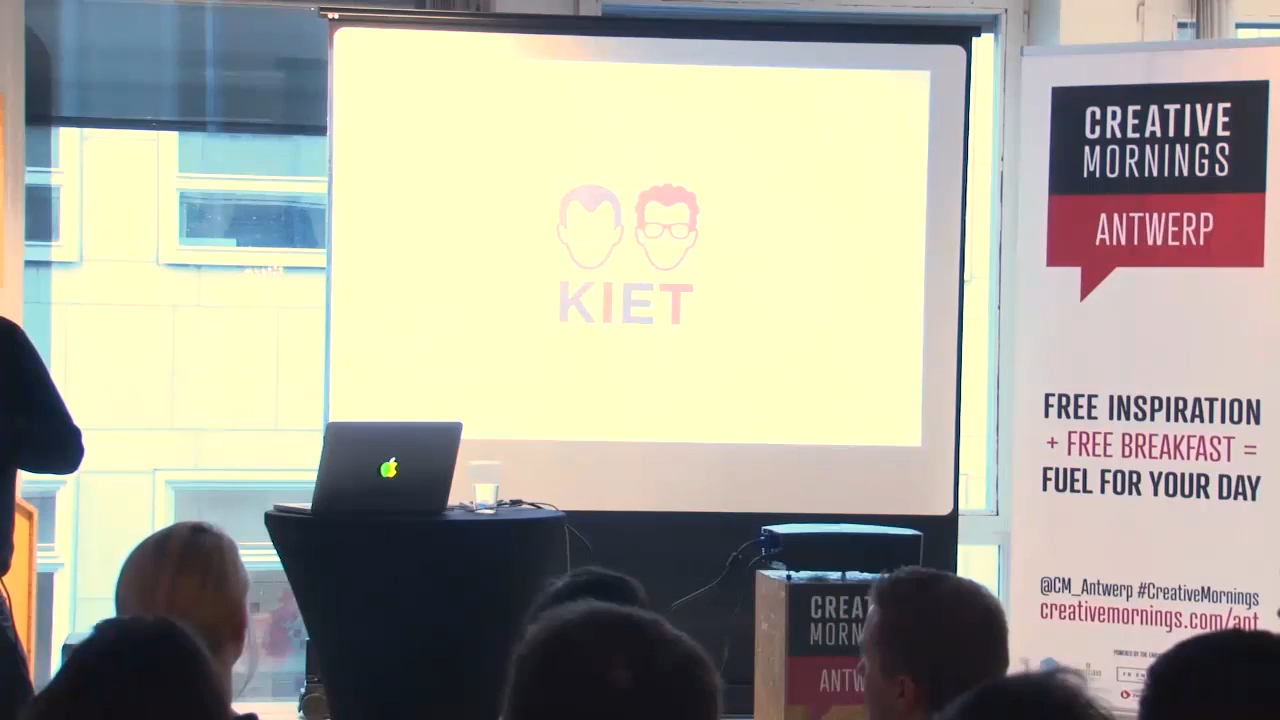 KIET
CREATIVE
MORNINGS
ANTWERP
FREE INSPIRATION
+ FREE BREAKFAST =
FUEL FOR YOUR DAY
@CM_Antwerp #CreativeMornings
creativemornings.com/ant
CREAT
MORN
ANTW